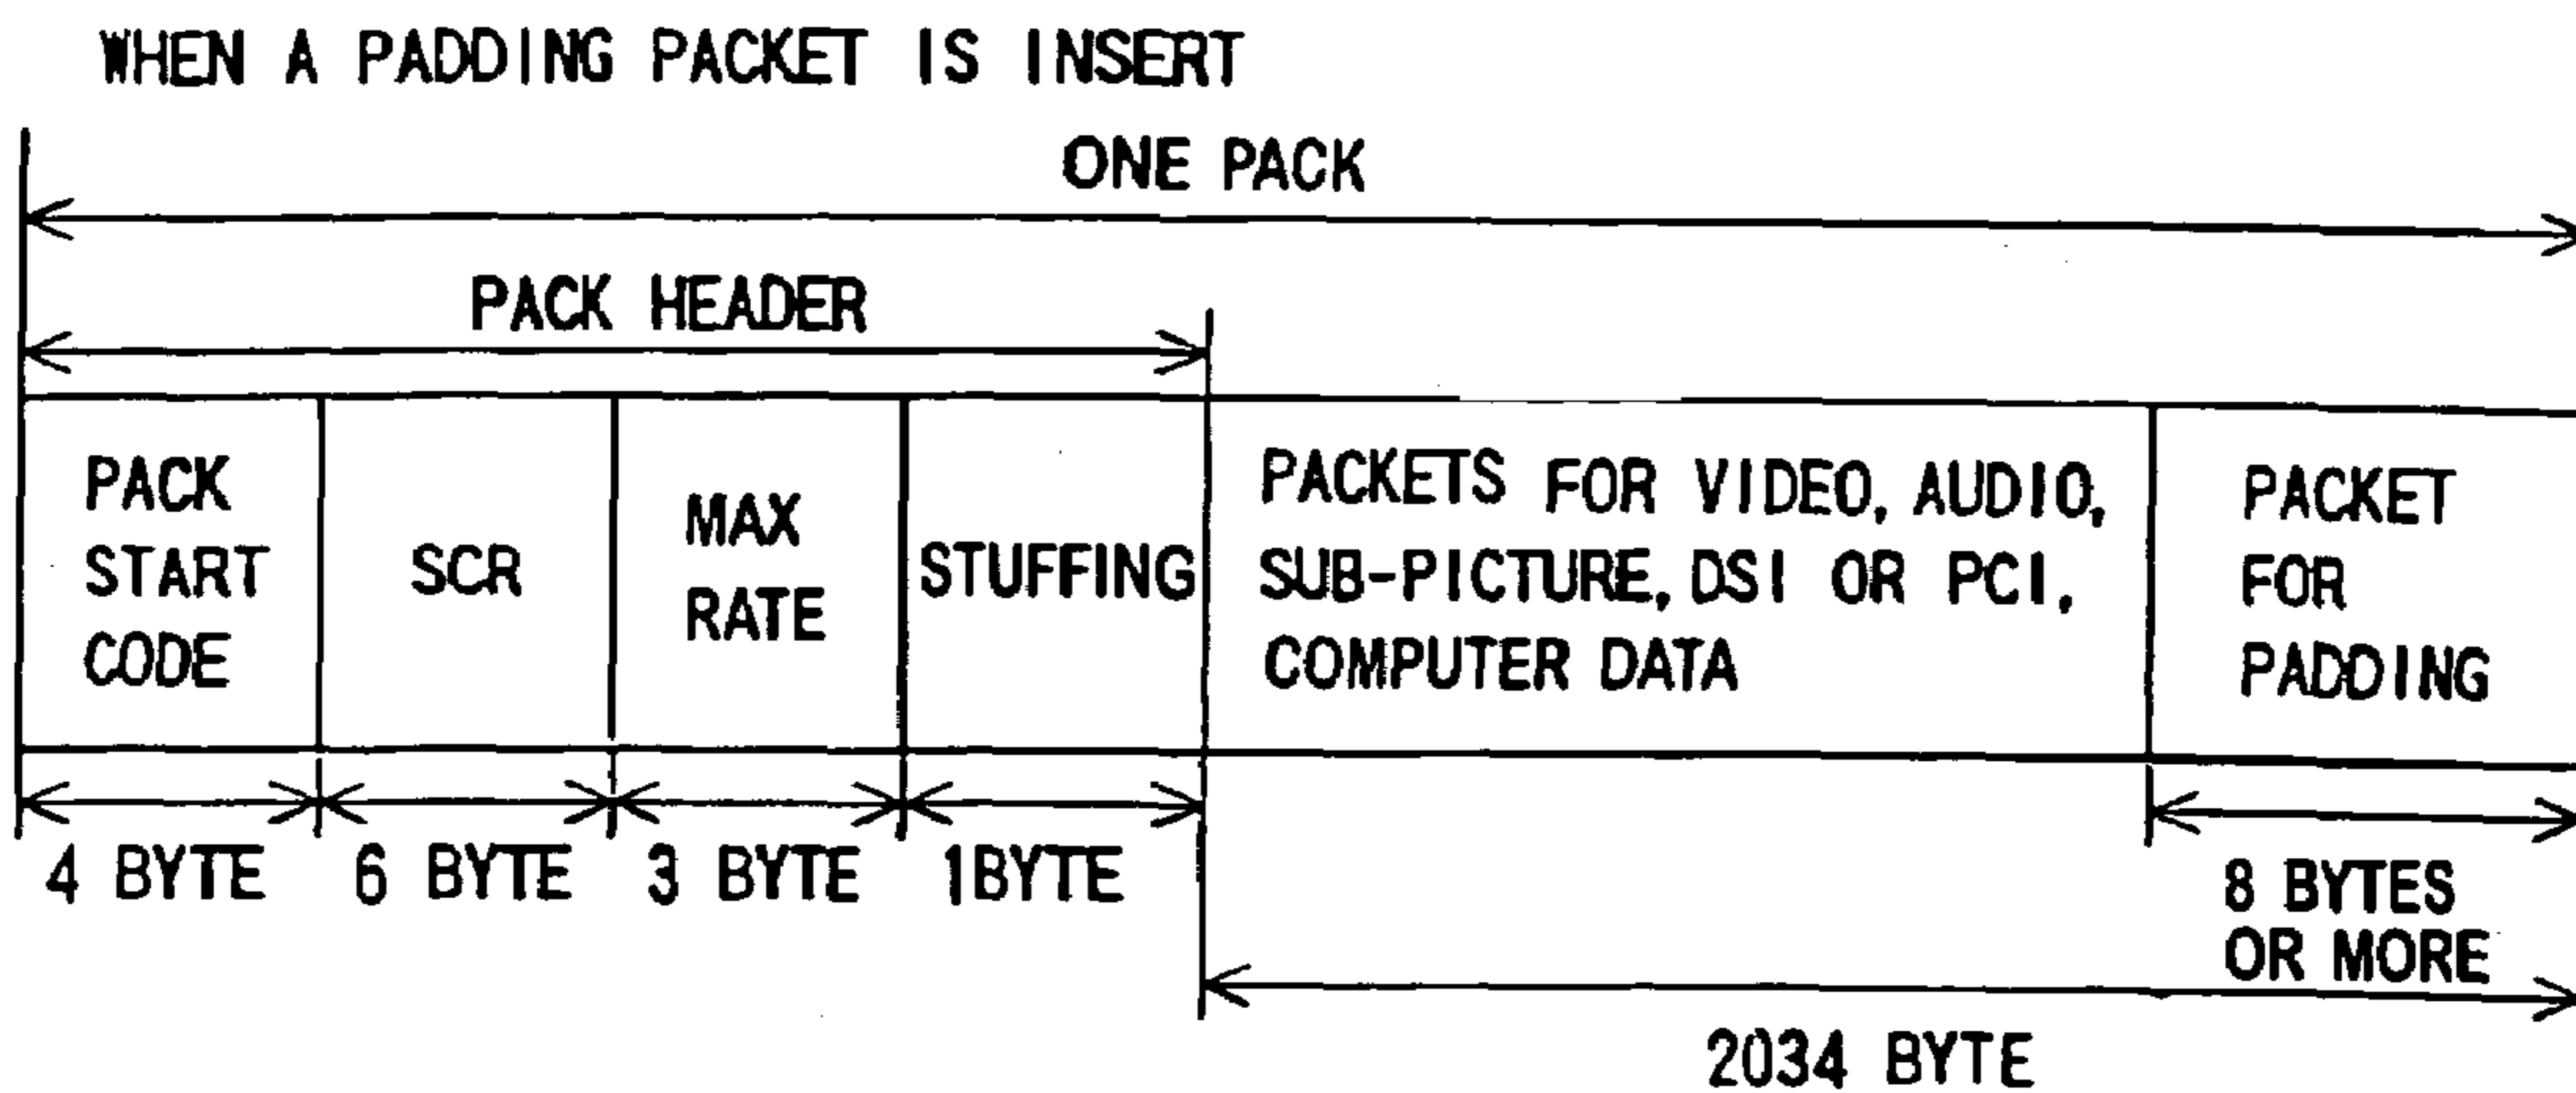 WHEN A PADDING PACKET IS INSERT
ONE PACK
PACK HEADER
PACK
START
CODE
SCR
MAX
RATE
STUFFING
PACKETS FOR VIDEO, AUDIO,
SUB-PICTURE, DSI OR PCI,
COMPUTER DATA
PACKET
FOR
PADDING
4 BYTE
6 BYTE
3 BYTE
1BYTE
8 BYTES
OR MORE
2034 BYTE